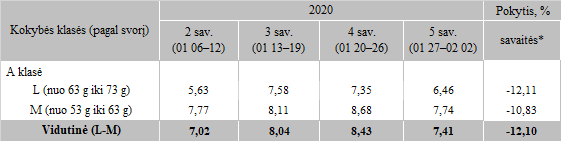 Kokybės klasės (pagal svorį) 2020 Pokytis, %
2 sav. (01 06–12) 3 sav. (01 13–19) 4 sav. (01 20–26) 5 sav. (01 27–02 02) savaitės*
A klasė
L (nuo 63 g iki 73 g) 5,63 7,58 7,35 6,46 -12,11
M (nuo 53 g iki 63 g) 7,77 8,11 8,68 7,74 -10,83
Vidutinė (L-M) 7,02 8,04 8,43 7,41 -12,10